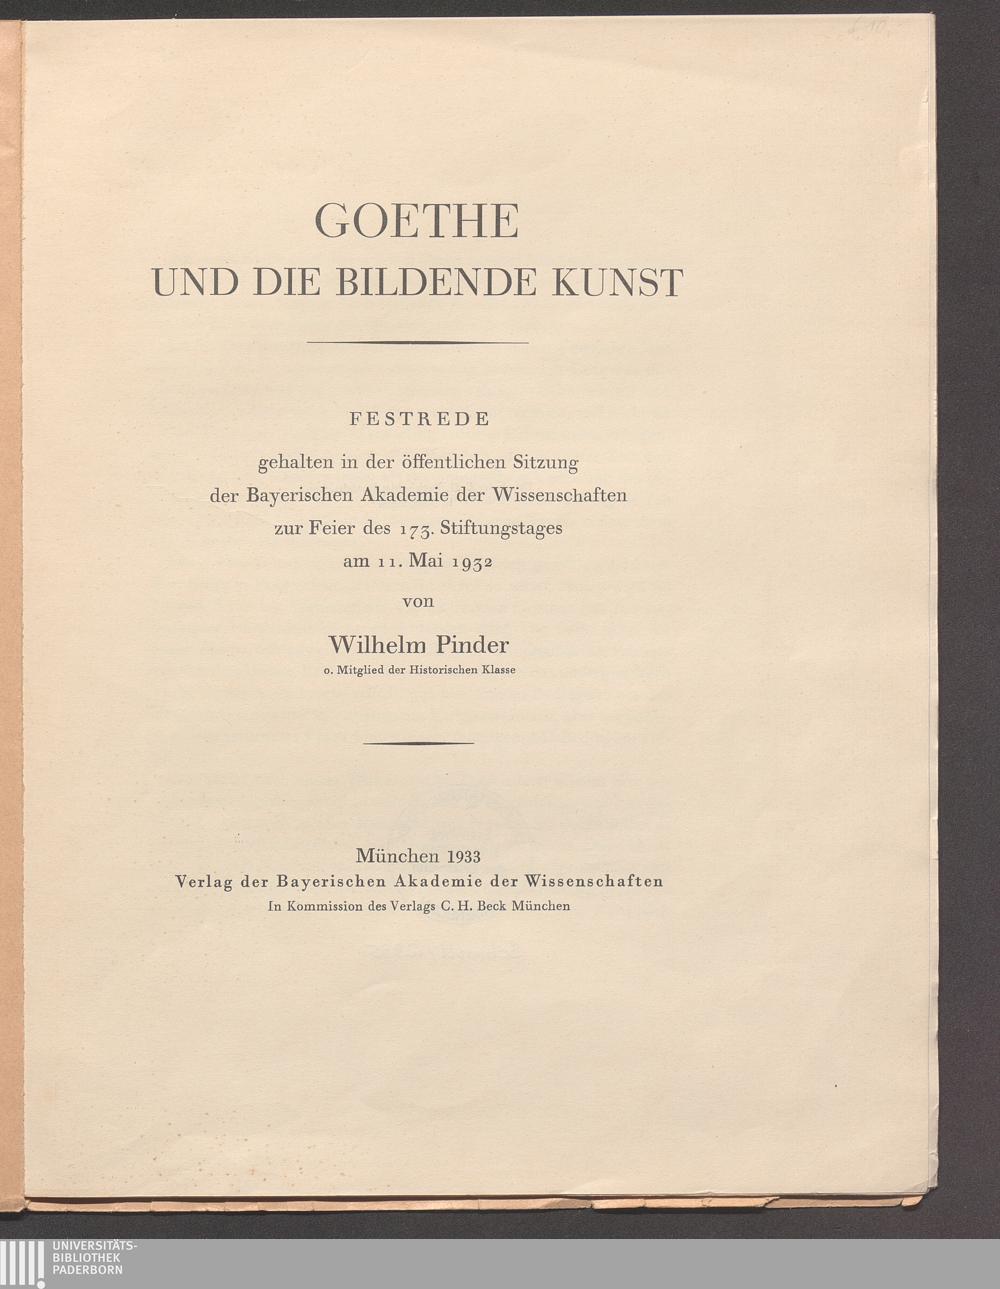 GOETHE
UND DIE BILDENDE KUNST
FESTREDE
gehalten in der öffentlichen Sitzung
der Bayerischen Akademie der Wissenschaften
zur Feier des 173. Stiftungstages
am 11. Mai 1932
von
Wilhelm Pinder
o. Mitglied der Historischen Klasse
München 1933
Verlag der Bayerischen Akademie der Wissenschaften
In Kommission des Verlags C. H. Beck München
UNIVERSITÄTS-
BIBLIOTHEK
PADERBORN